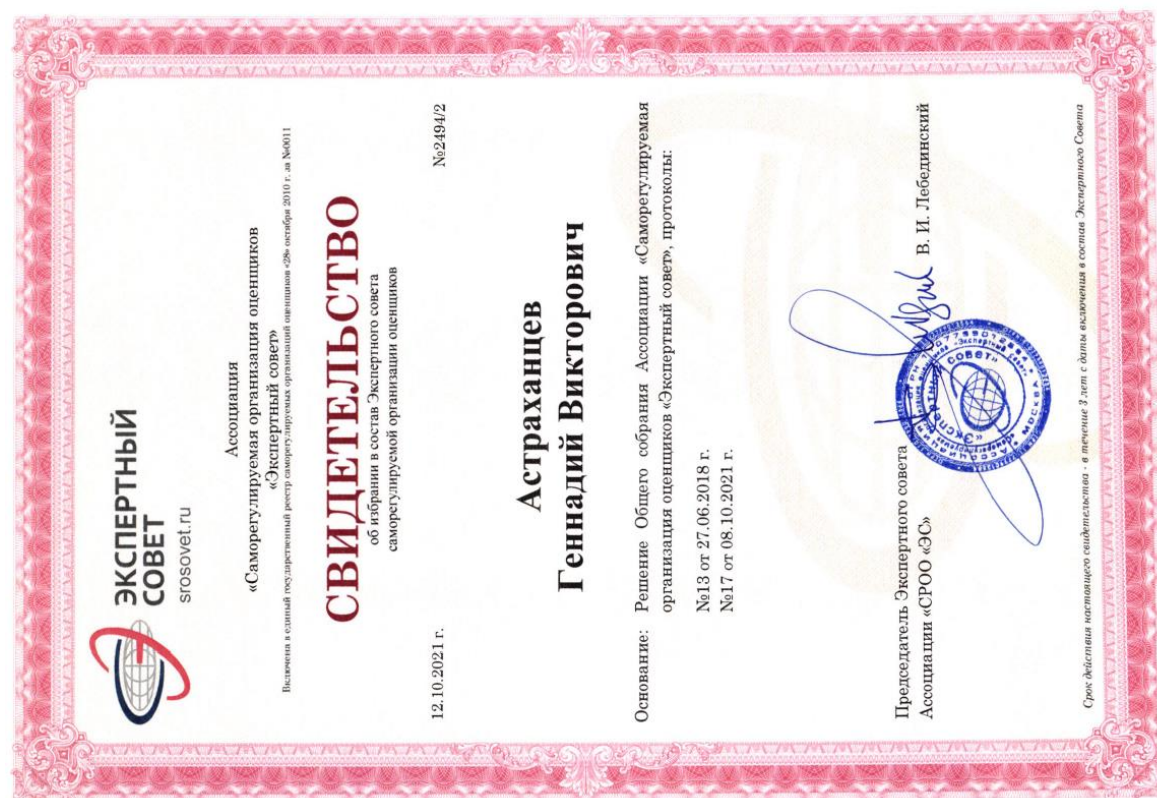 ЭКСПЕРТНЫЙ
СОВЕТ
srosovet.ru
Ассоциация
«Саморегулируемая организация оценщиков
«Экспертный совет»
Включена в единый государственный реестр саморегулируемых организаций оценщиков «28» октября 2010 г. за №0011
СВИДЕТЕЛЬСТВО
об избрании в состав Экспертного совета
саморегулируемой организации оценщиков
12.10.2021 г. №2494/2
Астраханцев
Геннадий Викторович
Основание: Решение Общего собрания Ассоциации «Саморегулируемая
организация оценщиков «Экспертный совет», протоколы:
№13 от 27.06.2018 г.
№17 от 08.10.2021 г.
Председатель Экспертного совета
Ассоциации «СРОО «ЭС» В. И. Лебединский
Срок действия настоящего свидетельства - в течение 3 лет с даты включения в состав Экспертного Совета